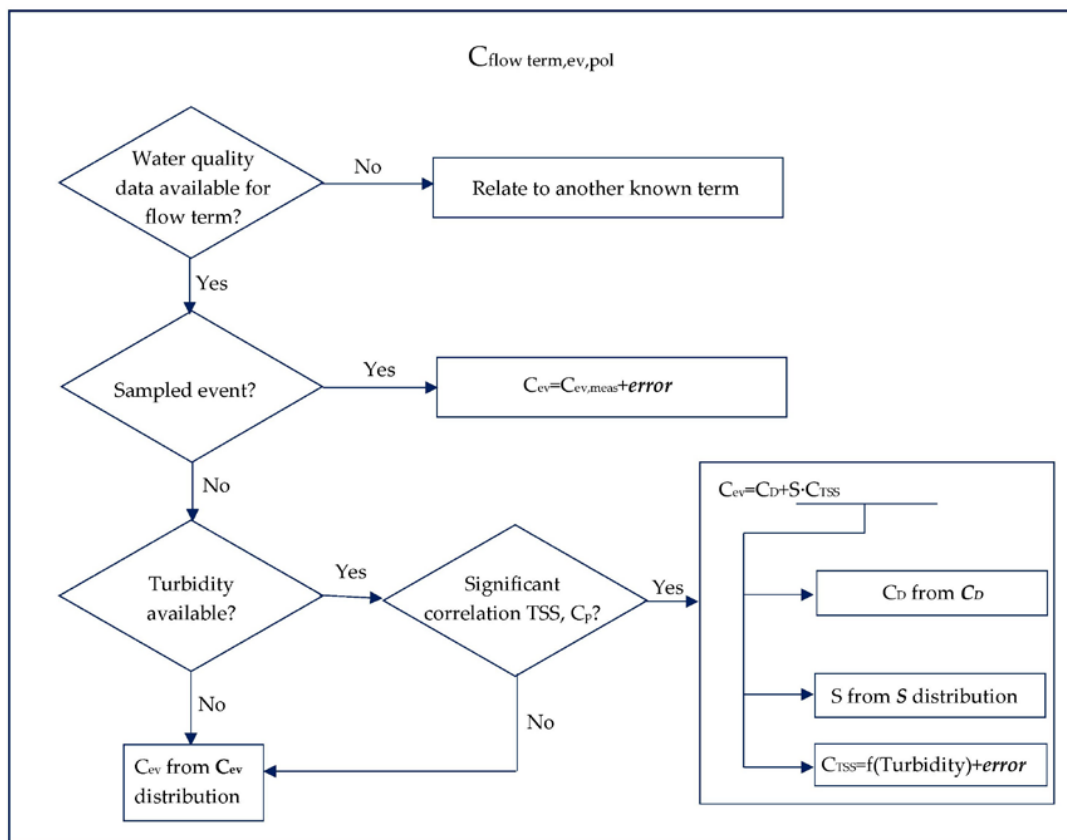 Cflow term,ev,pol
Water quality
data available for
flow term?
No
Relate to another known term
Yes
Sampled event?
Yes
Cev=Cev,meas+error
No
Turbidity
available?
Yes
Significant
correlation TSS, Cp?
Yes
Cev=CD+S·CTSS
CD from CD
S from S distribution
CTSS=f(Turbidity)+error
No
No
Cev from Cev
distribution